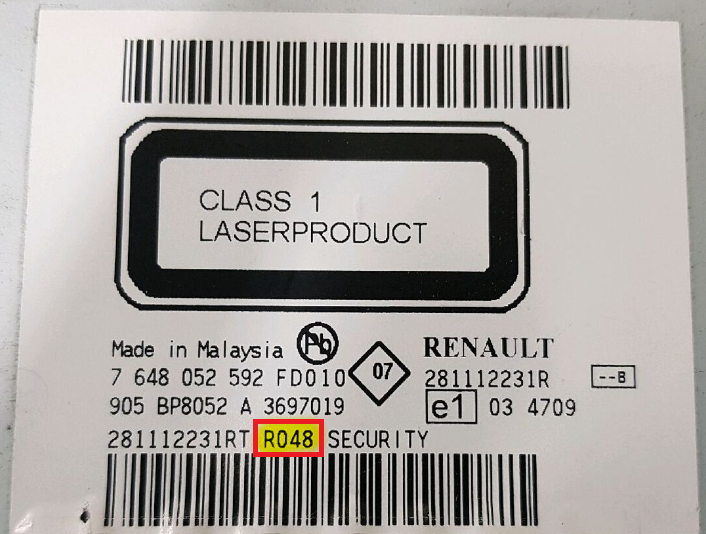 CLASS 1
LASERPRODUCT
Made in Malaysia Pb RENAULT
7 648 052 592 FD010 07 281112231R --B
905 BP8052 A 3697019 e1 03 4709
281112231RT R048 SECURITY